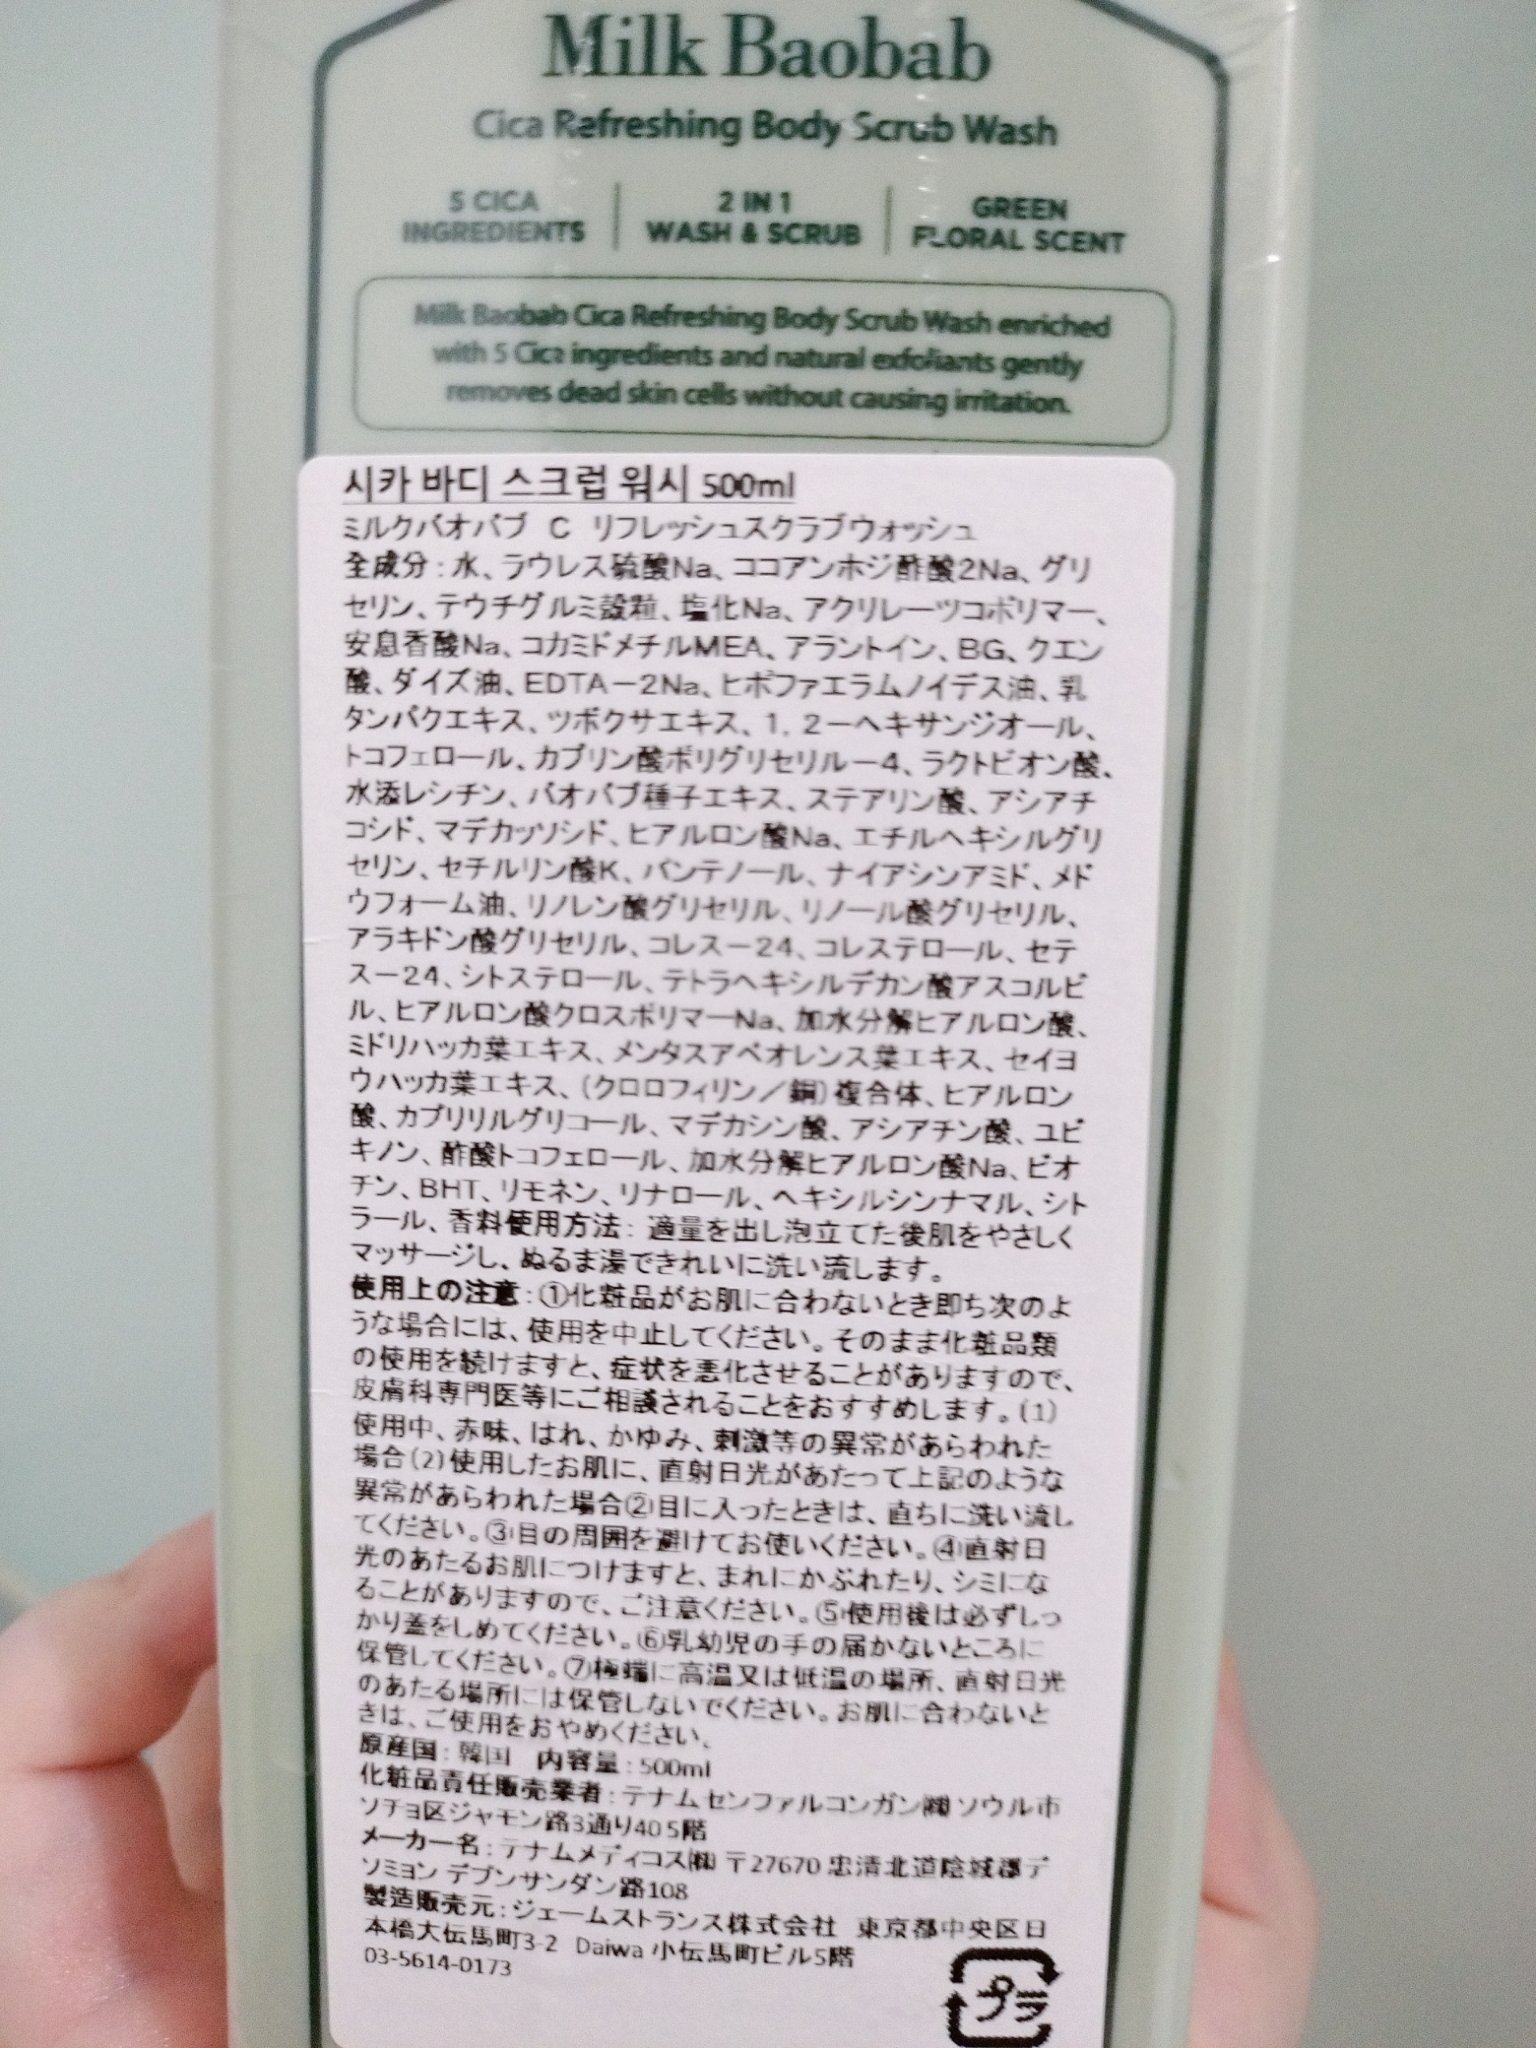 Milk Baobab
Cica Refreshing Body Scrub Wash
5 CICA INGREDIENTS
2 IN 1 WASH & SCRUB
GREEN FLORAL SCENT
Milk Baobab Cica Refreshing Body Scrub Wash enriched
with 5 Cica ingredients and natural exfoliants gently
removes dead skin cells without causing irritation.
시카 바디 스크럽 워시 500ml
ミルクバオバブ C リフレッシュスクラブウォッシュ
全成分:水、ラウレス硫酸Na、ココアンホジ酢酸2Na、グリ
セリン、テウチグルミ殻粒、塩化Na、アクリレーツコポリマー、
安息香酸Na、コカミドメチルMEA、アラントイン、BG、クエン
酸、ダイズ油、EDTA-2Na、ヒポファエラムノイデス油、乳
タンパクエキス、ツボクサエキス、1,2-ヘキサンジオール、
トコフェロール、カプリン酸ポリグリセリル-4、ラクトビオン酸、
水添レシチン、バオバブ種子エキス、ステアリン酸、アシアチ
コシド、マデカッソシド、ヒアルロン酸Na、エチルヘキシルグリ
セリン、セチルリン酸K、パンテノール、ナイアシンアミド、メド
ウフォーム油、リノレン酸グリセリル、リノール酸グリセリル、
アラキドン酸グリセリル、コレス-24、コレステロール、セテ
ス-24、シトステロール、テトラヘキシルデカン酸アスコルビ
ル、ヒアルロン酸クロスポリマーNa、加水分解ヒアルロン酸、
ミドリハッカ葉エキス、メンタスアベオレンス葉エキス、セイヨ
ウハッカ葉エキス、(クロロフィリン/銅)複合体、ヒアルロン
酸、カプリリルグリコール、マデカシン酸、アシアチン酸、ユビ
キノン、酢酸トコフェロール、加水分解ヒアルロン酸Na、ビオ
チン、BHT、リモネン、リナロール、ヘキシルシンナマル、シト
ラール、香料使用方法: 適量を出し泡立てた後肌をやさしく
マッサージし、ぬるま湯できれいに洗い流します。
使用上の注意:①化粧品がお肌に合わないとき即ち次のよ
うな場合には、使用を中止してください。そのまま化粧品類
の使用を続けますと、症状を悪化させることがありますので、
皮膚科専門医等にご相談されることをおすすめします。(1)
使用中、赤味、はれ、かゆみ、刺激等の異常があらわれた
場合(2)使用したお肌に、直射日光があたって上記のような
異常があらわれた場合②目に入ったときは、直ちに洗い流し
てください。③目の周囲を避けてお使いください。④直射日
光のあたるお肌につけますと、まれにかぶれたり、シミにな
ることがありますので、ご注意ください。⑤使用後は必ずしっ
かり蓋をしめてください。⑥乳幼児の手の届かないところに
保管してください。⑦極端に高温又は低温の場所、直射日光
のあたる場所には保管しないでください。お肌に合わないと
きは、ご使用をおやめください。
原産国:韓国 内容量:500ml
化粧品責任販売業者:テナム センファルコンガン㈱ ソウル市
ソチョ区ジャモン路3通り40 5階
メーカー名:テナムメディコス㈱ 〒27670 忠清北道陰城郡デ
ソミョン デプンサンダン路108
製造販売元:ジェームストランス株式会社 東京都中央区日
本橋大伝馬町3-2 Daiwa 小伝馬町ビル5階
03-5614-0173
プラ